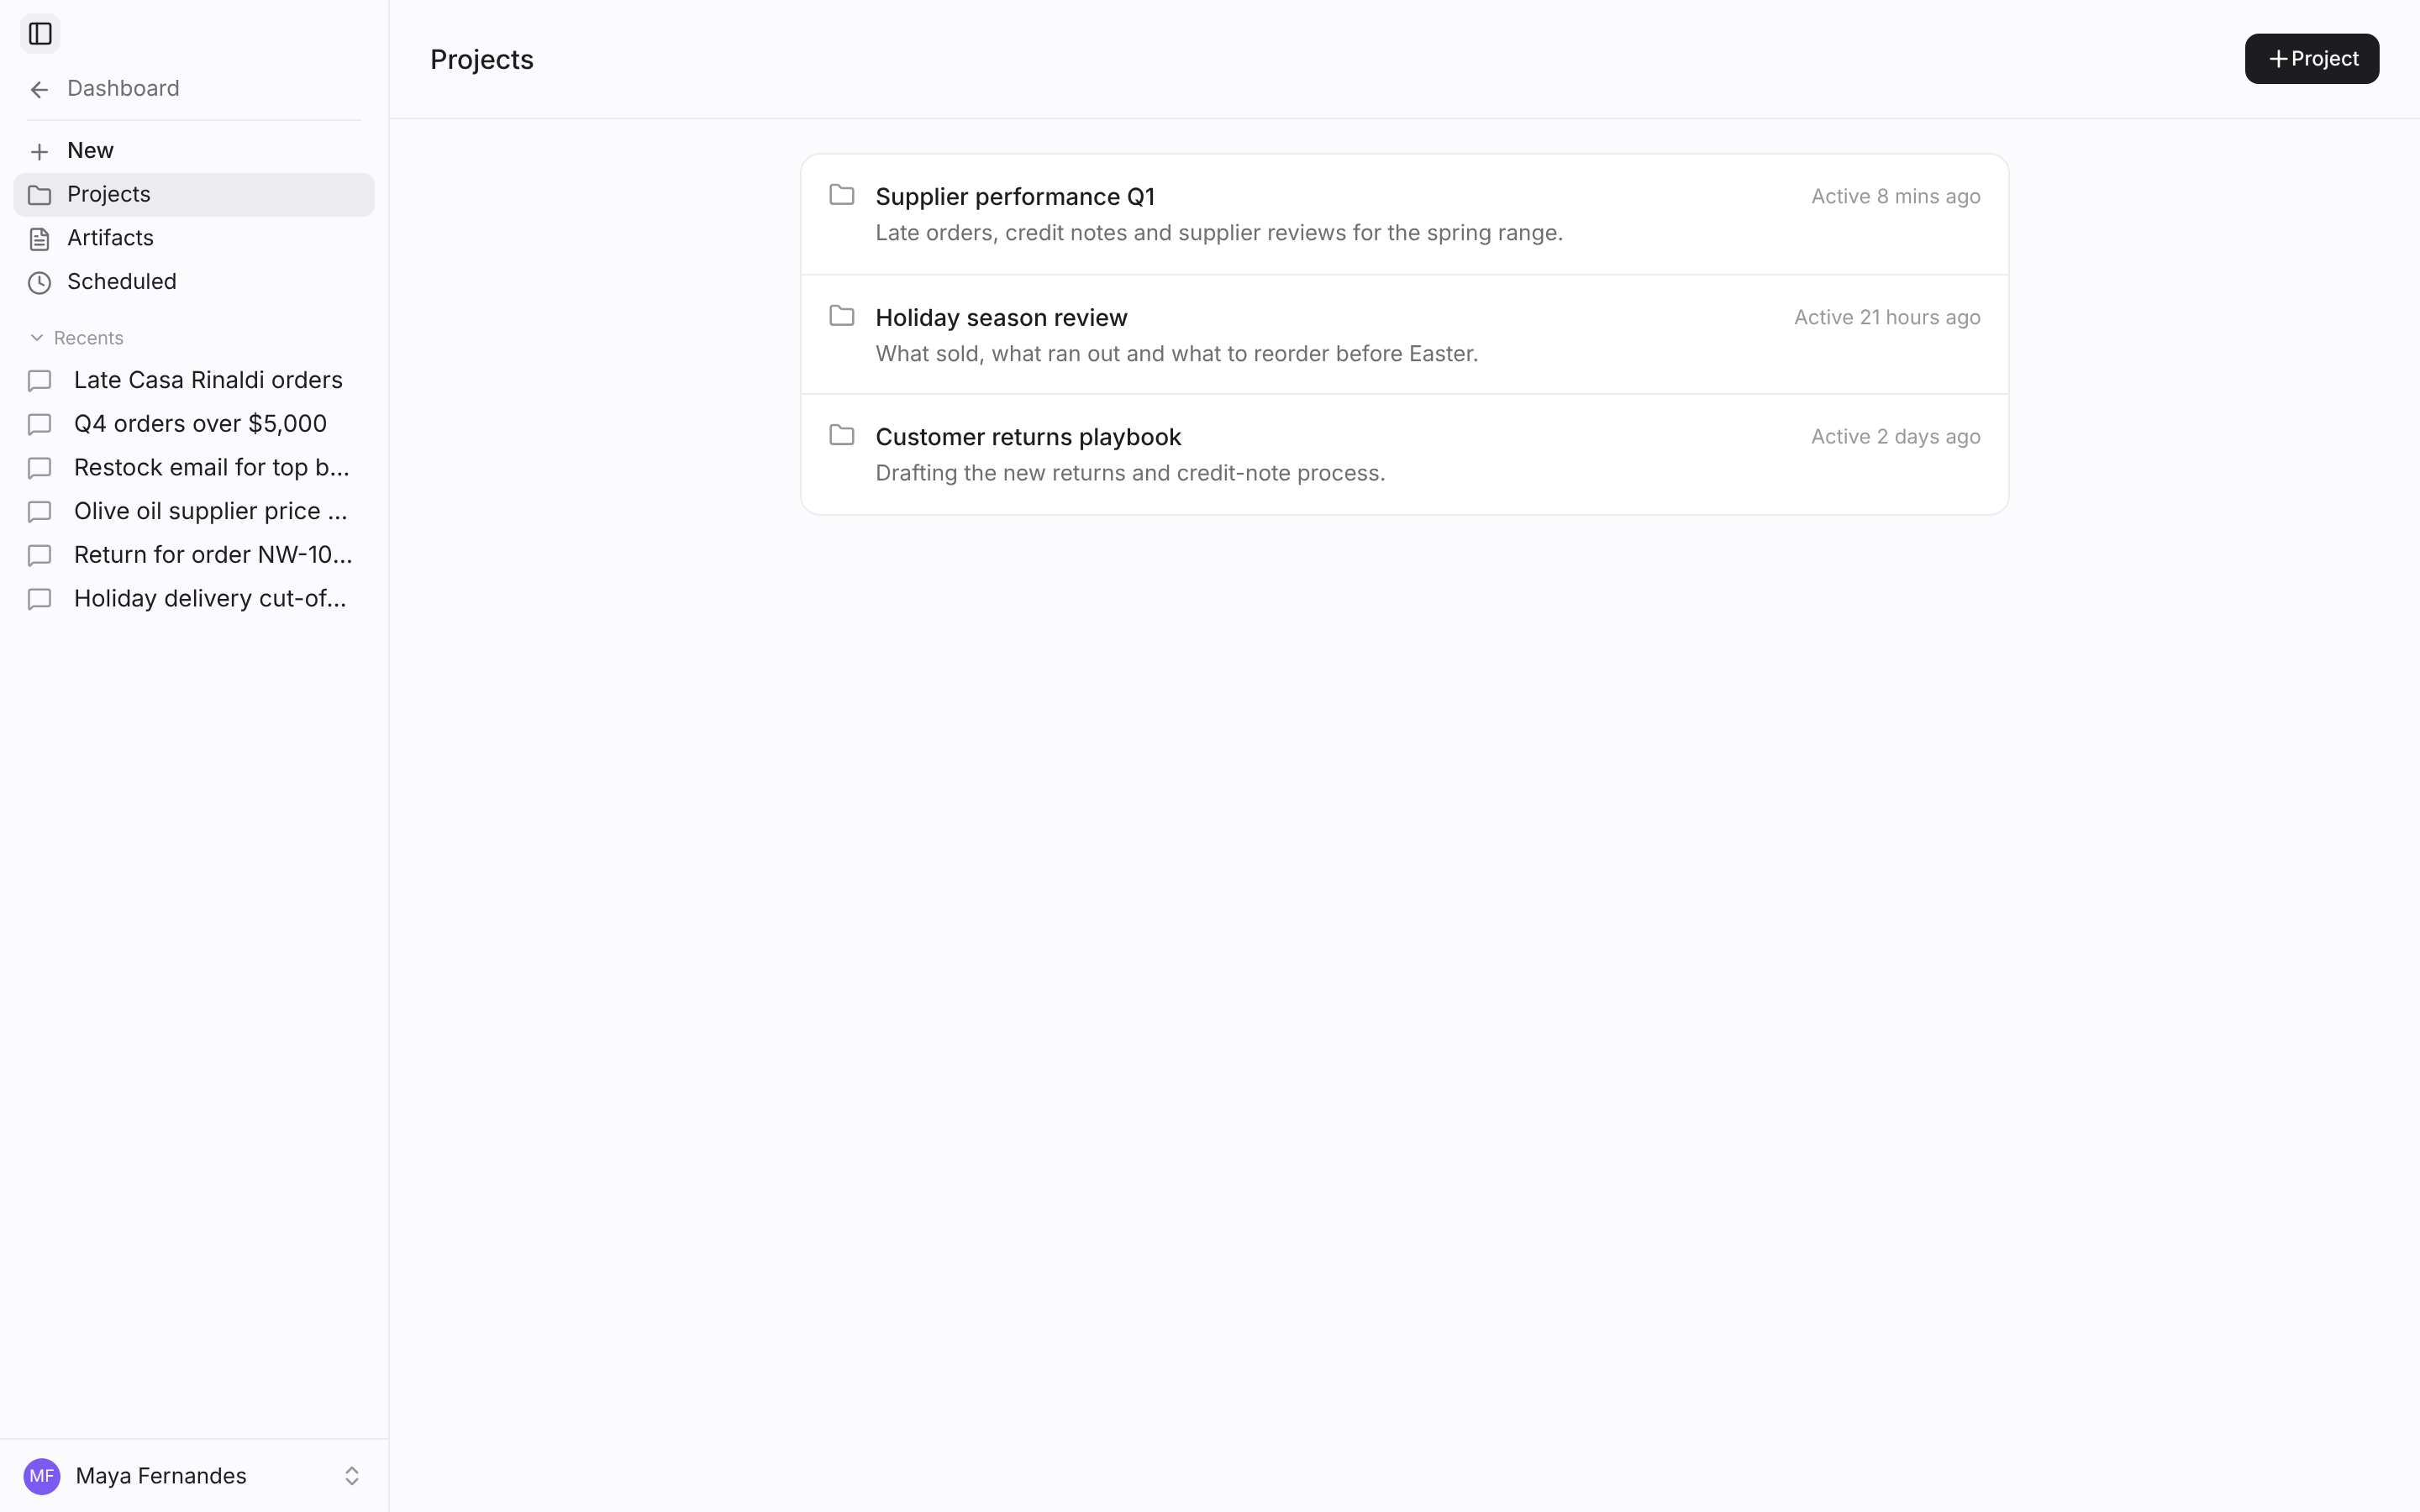 Dashboard
New
Projects
Artifacts
Scheduled
Recents
Late Casa Rinaldi orders
Q4 orders over $5,000
Restock email for top b...
Olive oil supplier price ...
Return for order NW-10...
Holiday delivery cut-of...
MF Maya Fernandes
Projects
Project
Supplier performance Q1
Active 8 mins ago
Late orders, credit notes and supplier reviews for the spring range.
Holiday season review
Active 21 hours ago
What sold, what ran out and what to reorder before Easter.
Customer returns playbook
Active 2 days ago
Drafting the new returns and credit-note process.